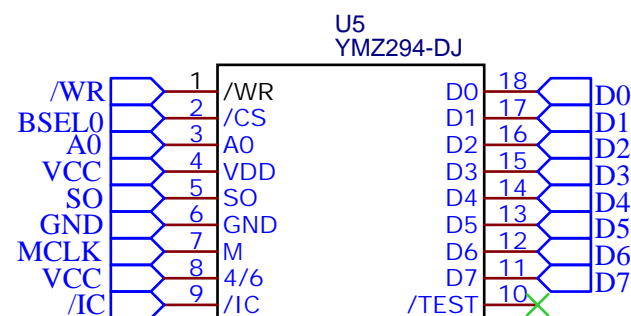 U5
YMZ294-DJ
/WR 1 /WR D0 18 D0
BSEL0 2 /CS D1 17 D1
A0 3 A0 D2 16 D2
VCC 4 VDD D3 15 D3
SO 5 SO D4 14 D4
GND 6 GND D5 13 D5
MCLK 7 M D6 12 D6
VCC 8 4/6 D7 11 D7
/IC 9 /IC /TEST 10